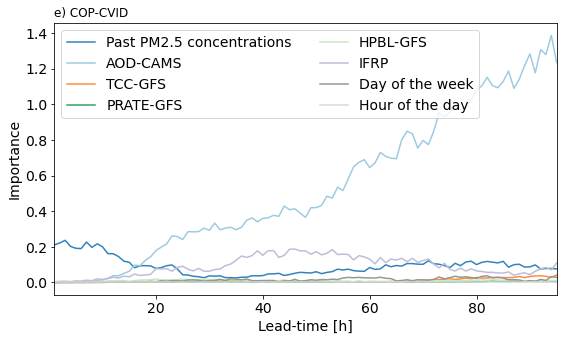 e) COP-CVID
Past PM2.5 concentrations
AOD-CAMS
TCC-GFS
PRATE-GFS
HPBL-GFS
IFRP
Day of the week
Hour of the day
Importance
1.4
1.2
1.0
0.8
0.6
0.4
0.2
0.0
20
40
60
80
Lead-time [h]